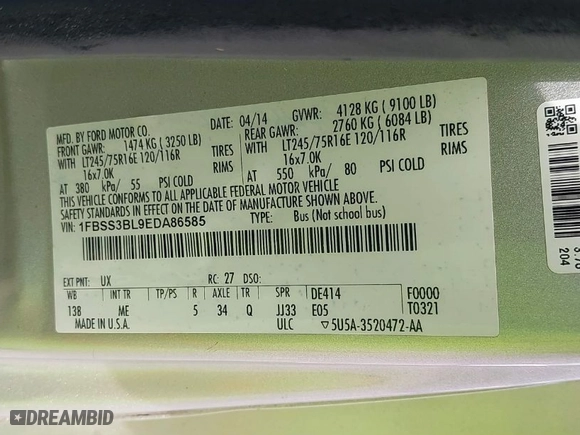 MFD. BY FORD MOTOR CO.
DATE: 04/14
GVWR: 4128 KG ( 9100 LB)
FRONT GAWR: 1474 KG ( 3250 LB)
REAR GAWR: 2760 KG ( 6084 LB)
WITH LT245/75R16E 120/116R TIRES
WITH LT245/75R16E 120/116R TIRES
16x7.0K RIMS
16x7.0K RIMS
AT 380 kPa/ 55 PSI COLD
AT 550 kPa/ 80 PSI COLD
THIS VEHICLE CONFORMS TO ALL APPLICABLE FEDERAL MOTOR VEHICLE
SAFETY STANDARDS IN EFFECT ON THE DATE OF MANUFACTURE SHOWN ABOVE.
VIN: 1FBSS3BL9EDA86585
TYPE: Bus (Not school bus)
EXT PNT: UX RC: 27 DSO:
WB INT TR TP/PS R AXLE TR SPR DE414 F0000
138 ME 5 34 Q JJ33 E05 T0321
MADE IN U.S.A. ULC ▽5U5A-3520472-AA
204
DREAMBID